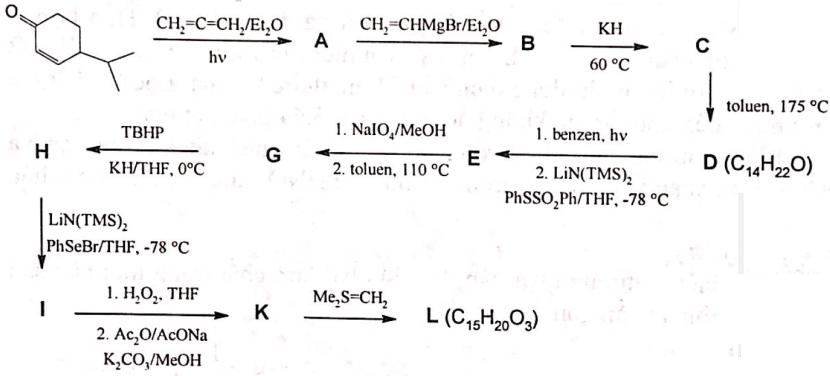 O
CH₂=C=CH₂/Et₂O
hν
A
CH₂=CHMgBr/Et₂O
B
KH
60 °C
C
toluen, 175 °C
D (C₁₄H₂₂O)
1. benzen, hν
2. LiN(TMS)₂
PhSSO₂Ph/THF, -78 °C
E
1. NaIO₄/MeOH
2. toluen, 110 °C
G
TBHP
KH/THF, 0°C
H
LiN(TMS)₂
PhSeBr/THF, -78 °C
I
1. H₂O₂, THF
2. Ac₂O/AcONa
K₂CO₃/MeOH
K
Me₂S=CH₂
L (C₁₅H₂₀O₃)